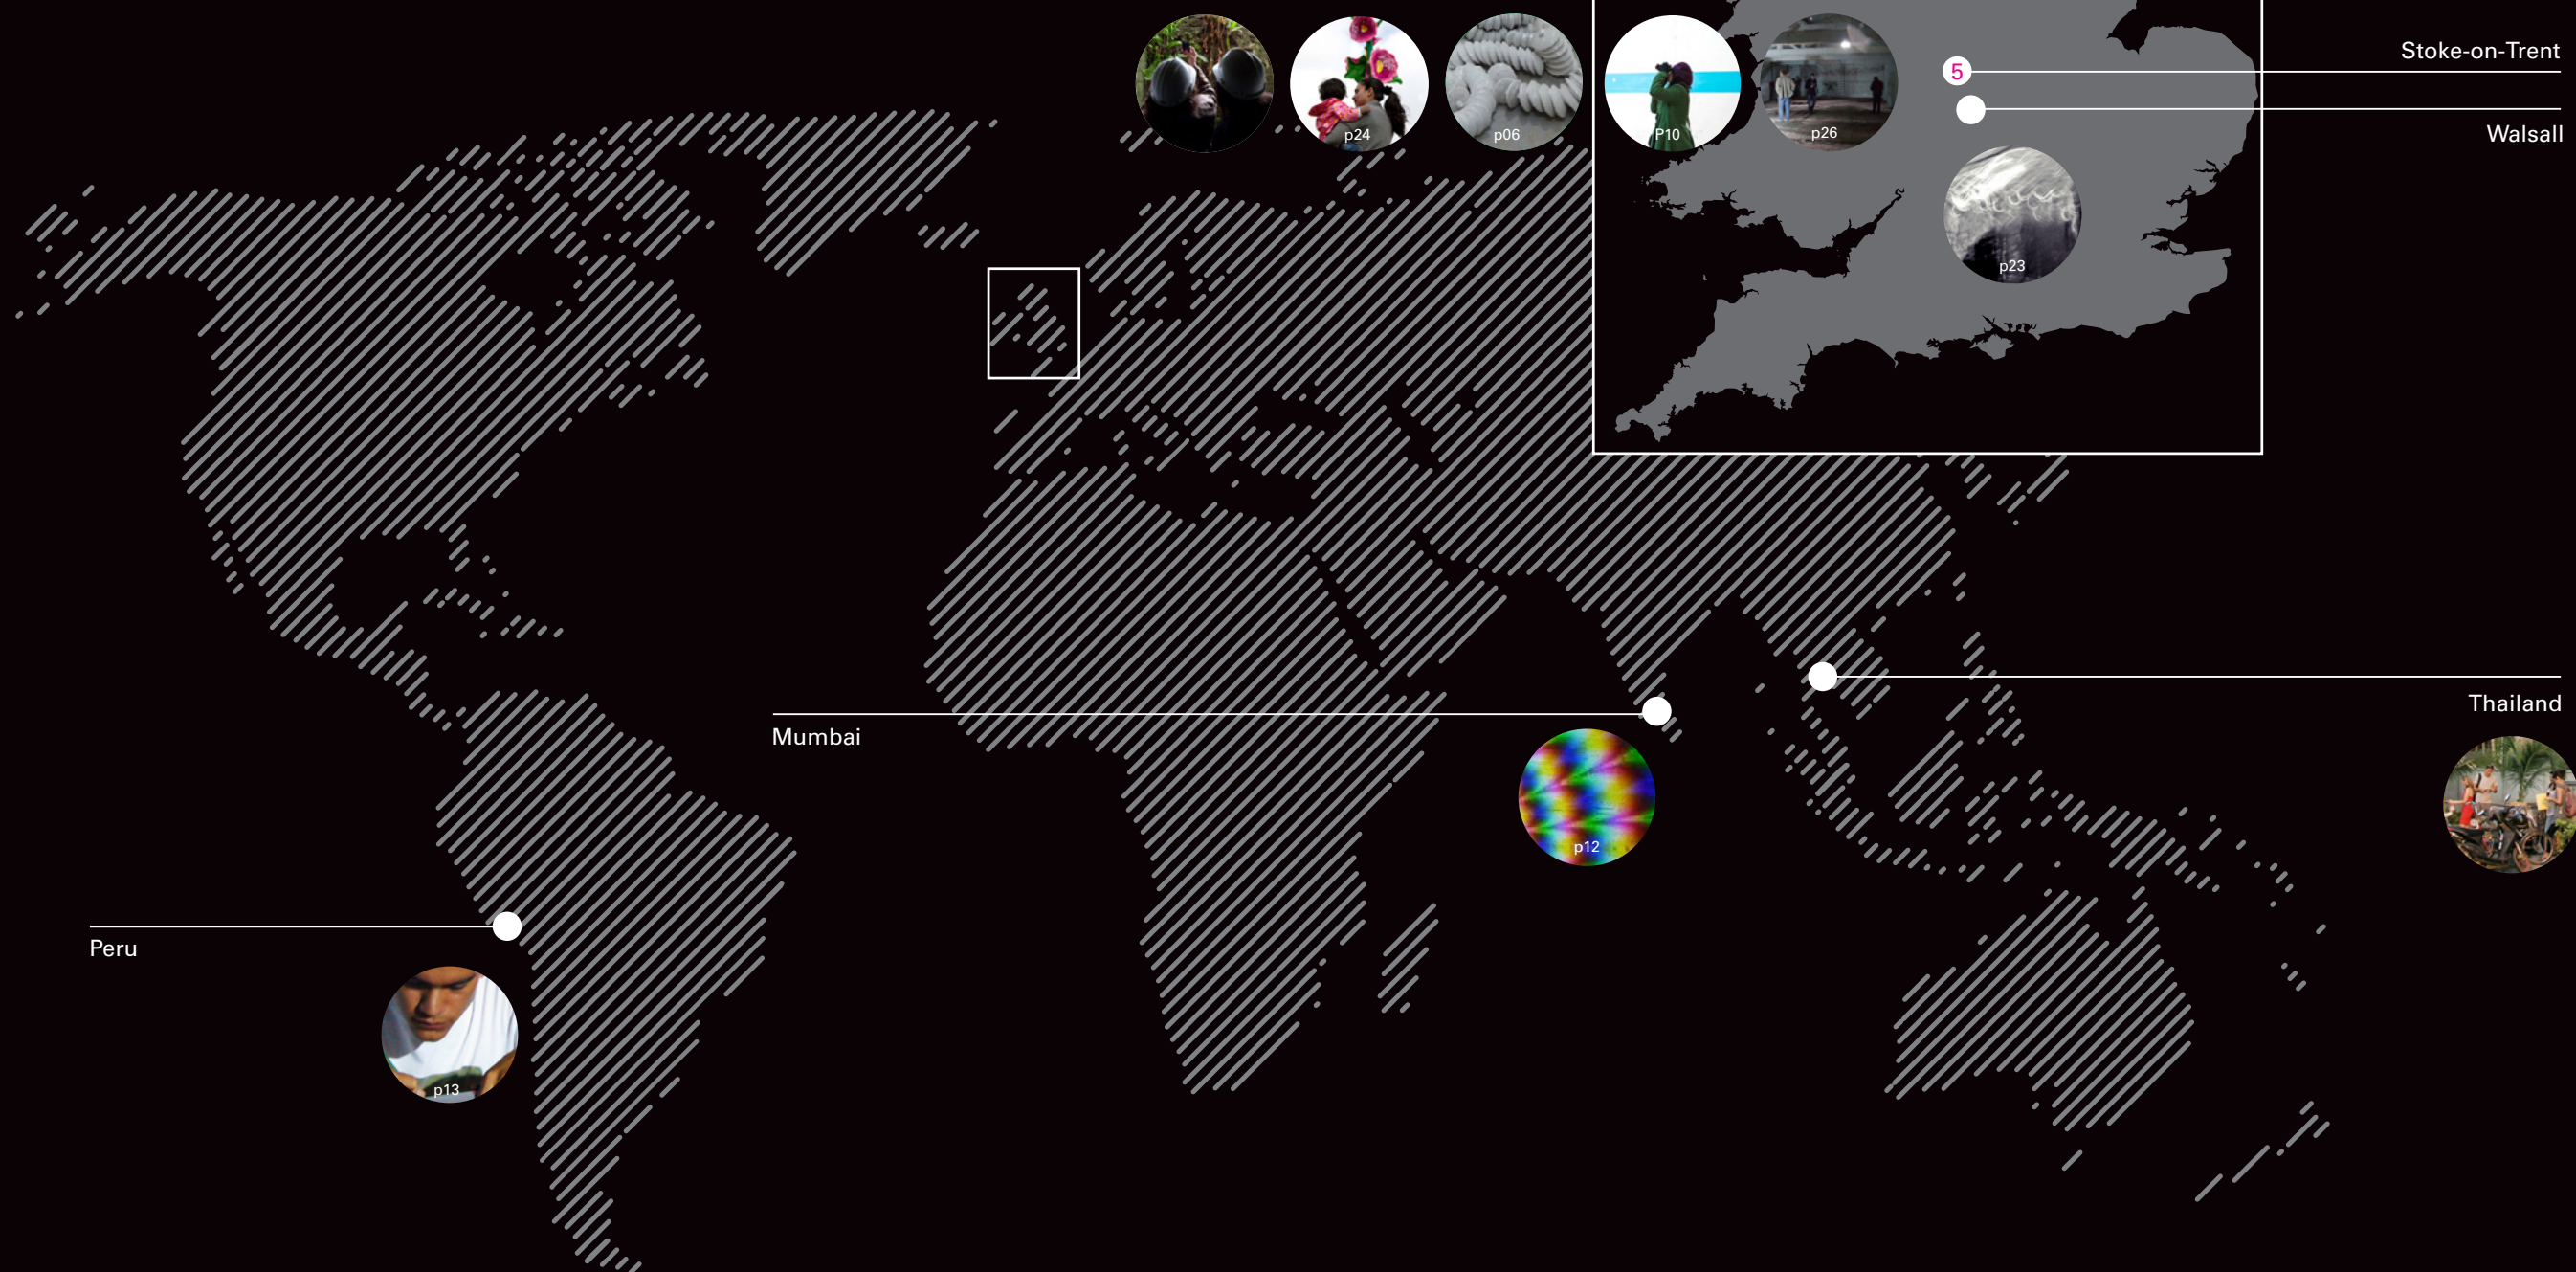 Stoke-on-Trent
5
Walsall
p24
p06
P10
p26
p23
Thailand
Mumbai
p12
Peru
p13